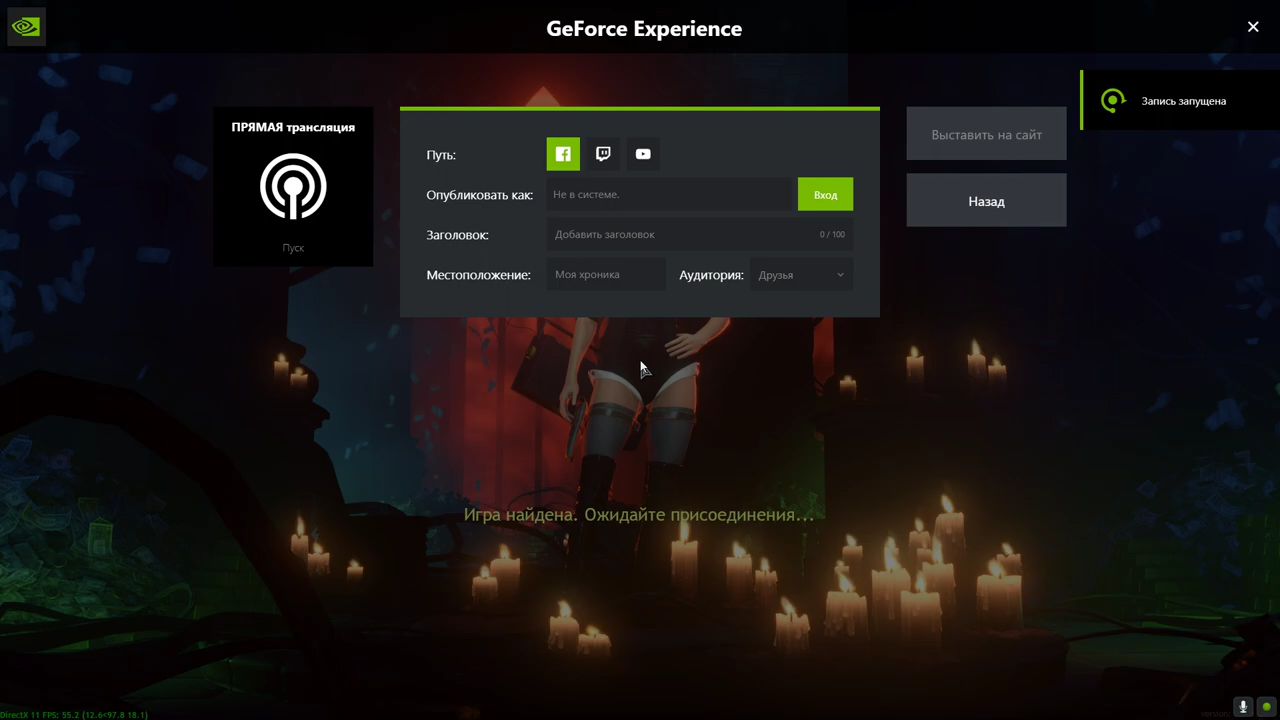 GeForce Experience
ПРЯМАЯ трансляция
Пуск
Путь:
Опубликовать как:
Не в системе.
Вход
Заголовок:
Добавить заголовок
0 / 100
Местоположение:
Моя хроника
Аудитория:
Друзья
Выставить на сайт
Назад
Запись запущена
Игра найдена. Ожидайте присоединения...
DirectX 11 FPS: 55.2 (12.6<97.8 18.1)
version: